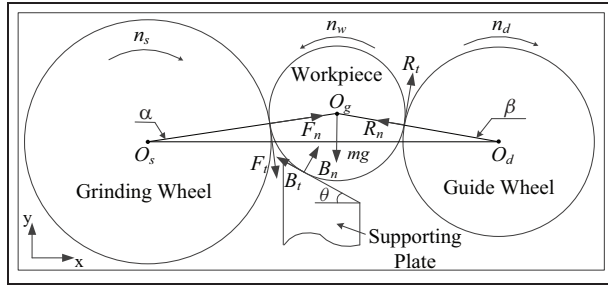 n_s
n_w
n_d
Workpiece
R_t
O_g
α
β
F_n
R_n
O_s
O_d
F_t
mg
B_t
B_n
Grinding Wheel
Guide Wheel
θ
y
x
Supporting
Plate